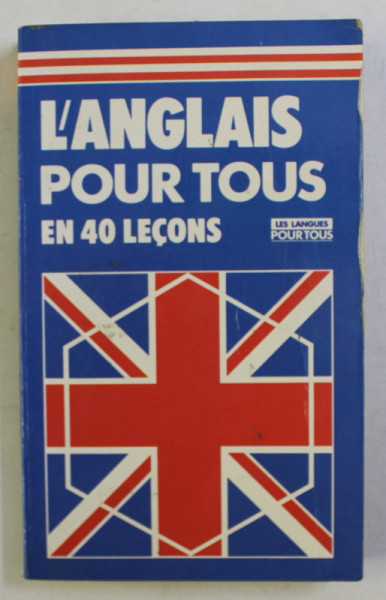 L'ANGLAIS
POUR TOUS
EN 40 LEÇONS
LES LANGUES
POUR TOUS